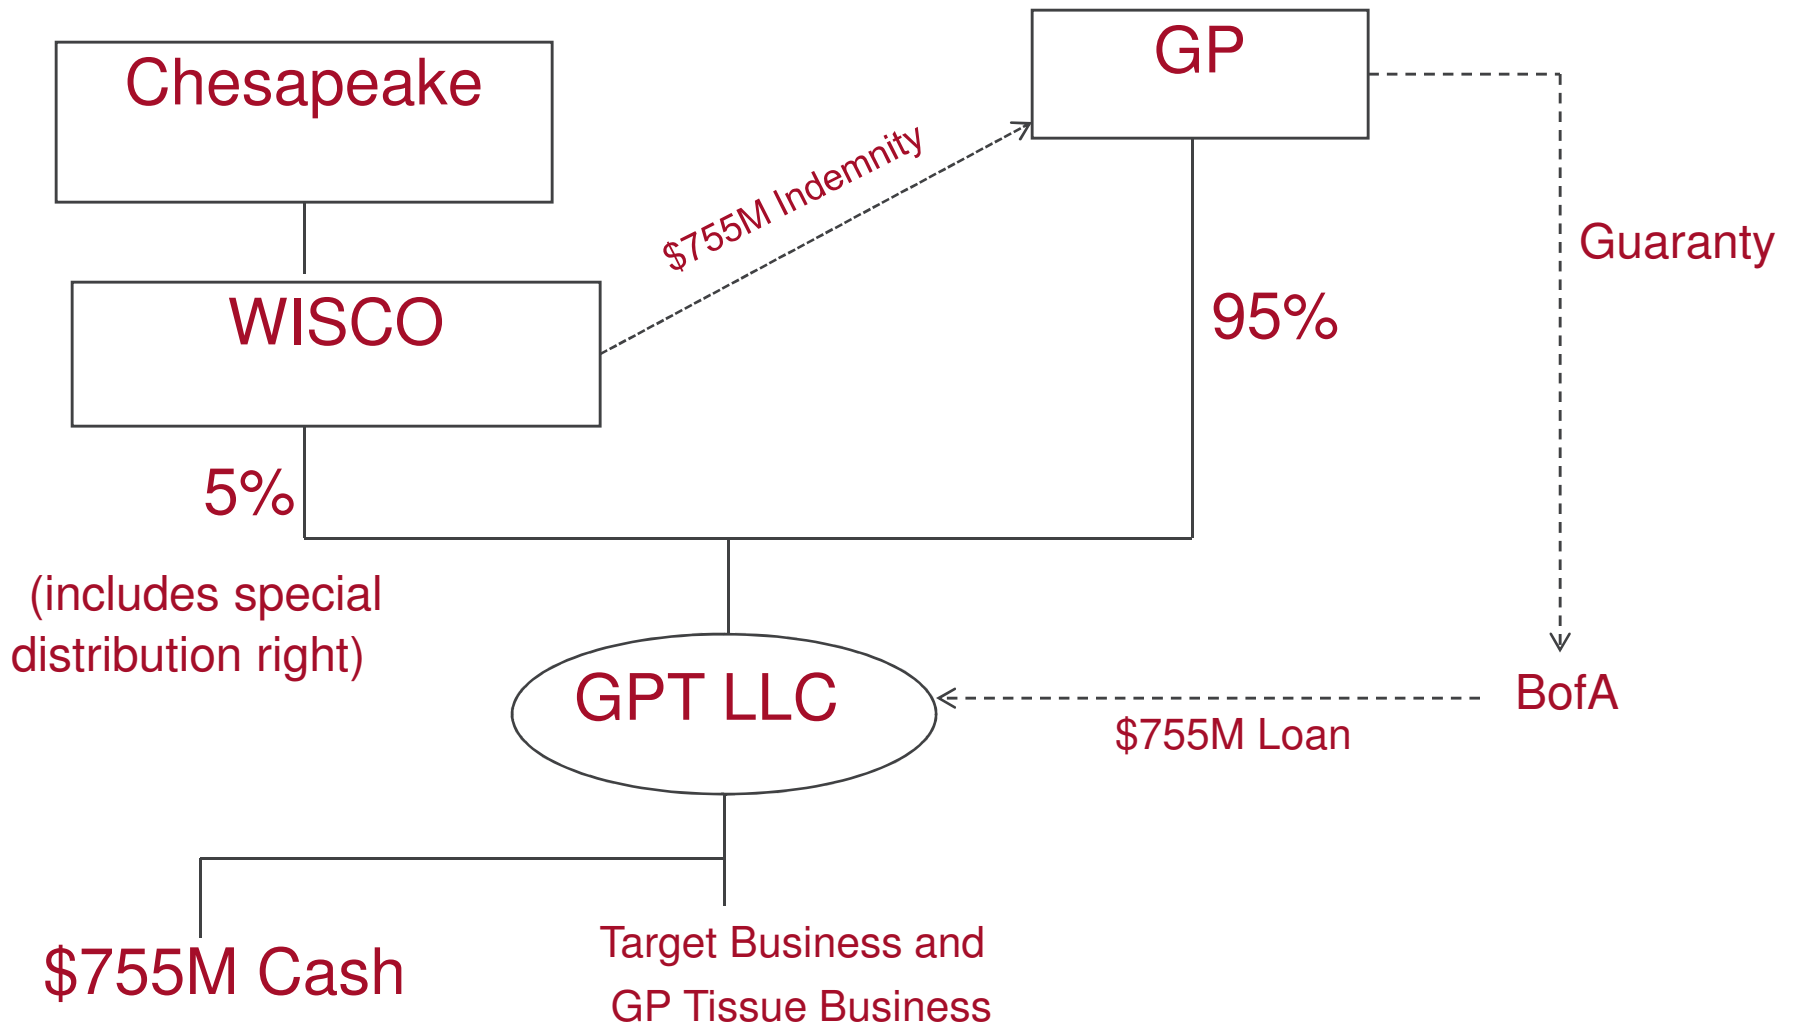 GP
Chesapeake
$755M Indemnity
Guaranty
WISCO
95%
5%
(includes special
distribution right)
GPT LLC
BofA
$755M Loan
$755M Cash
Target Business and
GP Tissue Business